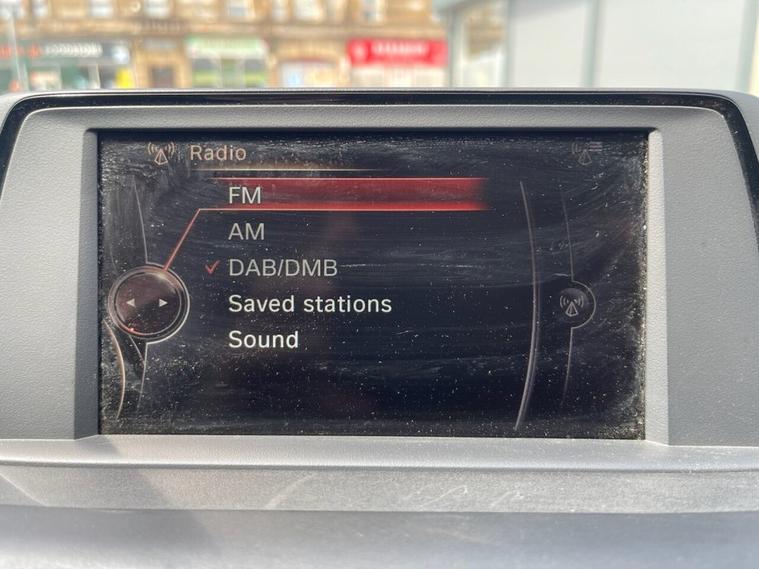 Radio
FM
AM
DAB/DMB
Saved stations
Sound